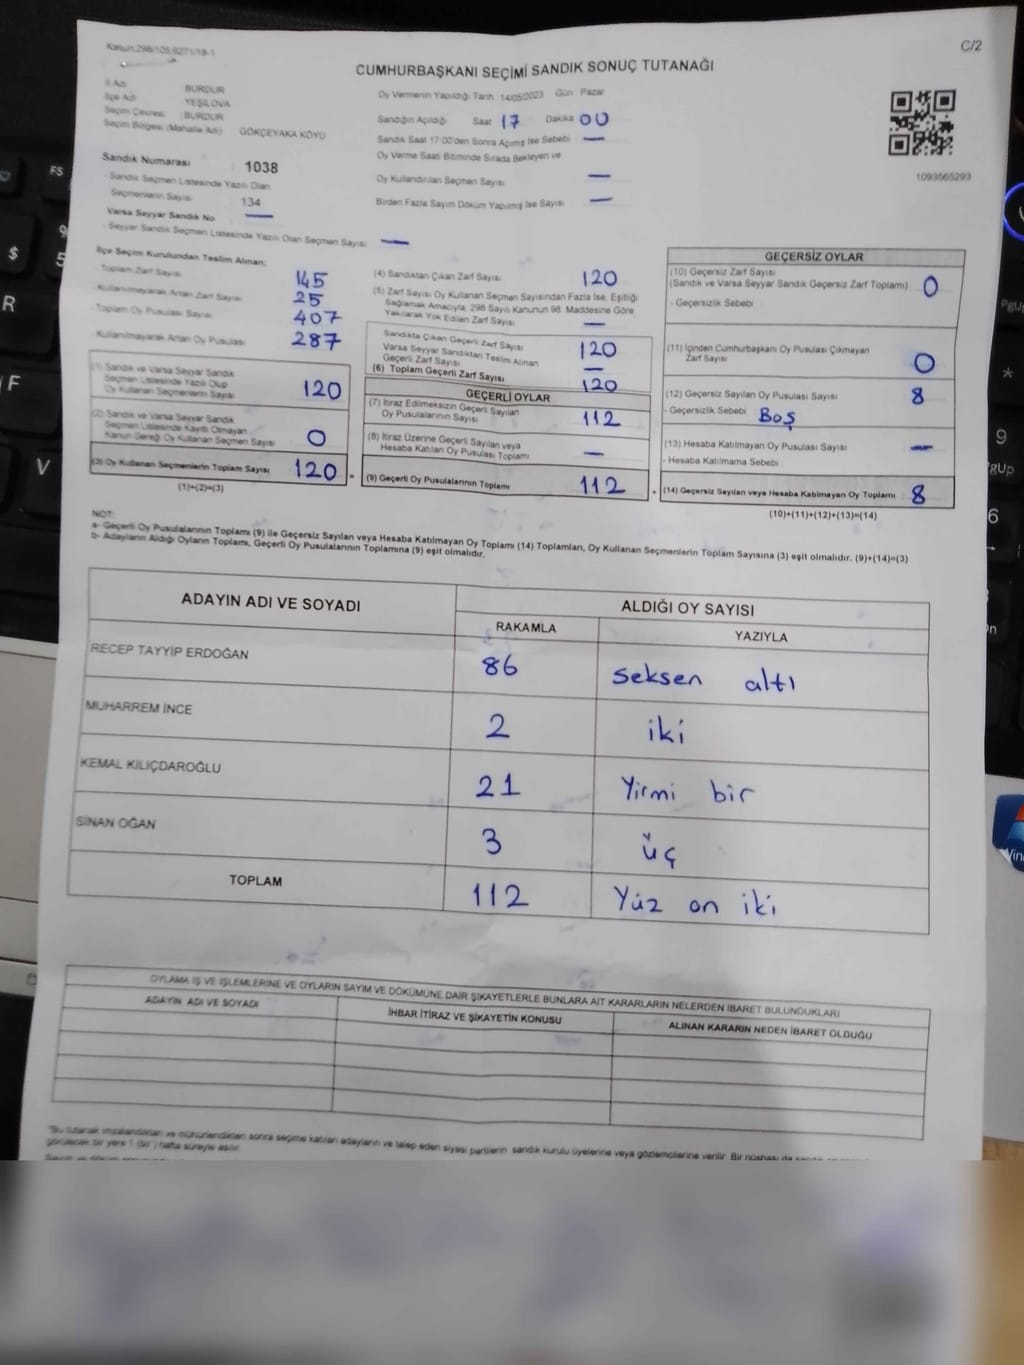 Kanun 298/105,6271/18-1
C/2
CUMHURBAŞKANI SEÇİMİ SANDIK SONUÇ TUTANAĞI
İl Adı BURDUR
İlçe Adı YEŞİLOVA
Seçim Çevresi BURDUR
Seçim Bölgesi (Mahalle Adı) GÖKÇEYAKA KÖYÜ
Sandık Numarası : 1038
- Sandık Seçmen Listesinde Yazılı Olan
Seçmenlerin Sayısı 134
Varsa Seyyar Sandık No —
- Seyyar Sandık Seçmen Listesinde Yazılı Olan Seçmen Sayısı —
Oy Vermenin Yapıldığı Tarih 14/05/2023 Gün : Pazar
Sandığın Açıldığı Saat 17 Dakika 00
Sandık Saat 17:00'den Sonra Açımış İse Sebebi —
Oy Verme Saati Bitiminde Sırada Bekleyen ve
Oy Kullandırılan Seçmen Sayısı —
Birden Fazla Sayım Döküm Yapılmış İse Sayısı —
1093565293
İlçe Seçim Kurulundan Teslim Alınan;
- Toplam Zarf Sayısı 145
- Kullanılmayarak Artan Zarf Sayısı 25
- Toplam Oy Pusulası Sayısı 407
- Kullanılmayarak Artan Oy Pusulası 287
(1) Sandık ve Varsa Seyyar Sandık
Seçmen Listesinde Yazılı Olup
Oy Kullanan Seçmenlerin Sayısı 120
(2) Sandık ve Varsa Seyyar Sandık
Seçmen Listesinde Kayıtlı Olmayan
Kanun Gereği Oy Kullanan Seçmen Sayısı 0
(3) Oy Kullanan Seçmenlerin Toplam Sayısı 120
(1)+(2)=(3)
(4) Sandıktan Çıkan Zarf Sayısı 120
(5) Zarf Sayısı Oy Kullanan Seçmen Sayısından Fazla İse, Eşitliği
Sağlamak Amacıyla, 298 Sayılı Kanunun 98. Maddesine Göre
Yakılarak Yok Edilen Zarf Sayısı —
Sandıkta Çıkan Geçerli Zarf Sayısı 120
Varsa Seyyar Sandıktan Teslim Alınan
Geçerli Zarf Sayısı —
(6) Toplam Geçerli Zarf Sayısı 120
GEÇERLİ OYLAR
(7) İtiraz Edilmeksizin Geçerli Sayılan
Oy Pusulalarının Sayısı 112
(8) İtiraz Üzerine Geçerli Sayılan veya
Hesaba Katılan Oy Pusulası Toplamı —
(9) Geçerli Oy Pusulalarının Toplamı 112
GEÇERSİZ OYLAR
(10) Geçersiz Zarf Sayısı
(Sandık ve Varsa Seyyar Sandık Geçersiz Zarf Toplamı) 0
- Geçersizlik Sebebi
(11) İçinden Cumhurbaşkanı Oy Pusulası Çıkmayan
Zarf Sayısı 0
(12) Geçersiz Sayılan Oy Pusulası Sayısı 8
- Geçersizlik Sebebi Boş
(13) Hesaba Katılmayan Oy Pusulası Sayısı —
- Hesaba Katılmama Sebebi
(14) Geçersiz Sayılan veya Hesaba Katılmayan Oy Toplamı 8
(10)+(11)+(12)+(13)=(14)
NOT:
a- Geçerli Oy Pusulalarının Toplamı (9) ile Geçersiz Sayılan veya Hesaba Katılmayan Oy Toplamı (14) Toplamları, Oy Kullanan Seçmenlerin Toplam Sayısına (3) eşit olmalıdır. (9)+(14)=(3)
b- Adayların Aldığı Oyların Toplamı, Geçerli Oy Pusulalarının Toplamına (9) eşit olmalıdır.
ADAYIN ADI VE SOYADI ALDIĞI OY SAYISI
RAKAMLA YAZIYLA
RECEP TAYYİP ERDOĞAN 86 seksen altı
MUHARREM İNCE 2 iki
KEMAL KILIÇDAROĞLU 21 Yirmi bir
SİNAN OĞAN 3 üç
TOPLAM 112 Yüz on iki
OYLAMA İŞ VE İŞLEMLERİNE VE OYLARIN SAYIM VE DÖKÜMÜNE DAİR ŞİKAYETLERLE BUNLARA AİT KARARLARIN NELERDEN İBARET BULUNDUKLARI
ADAYIN ADI VE SOYADI İHBAR İTİRAZ VE ŞİKAYETİN KONUSU ALINAN KARARIN NEDEN İBARET OLDUĞU
*Bu tutanak imzalandıktan ve mühürlendikten sonra seçime katılan adayların ve talep eden siyasi partilerin sandık kurulu üyelerine veya gözlemcilerine verilir. Bir nüshası da
görülecek bir yere 1 (bir) hafta süreyle asılır.
F5
$
R
F
V
9
5
PgU
*
9
6